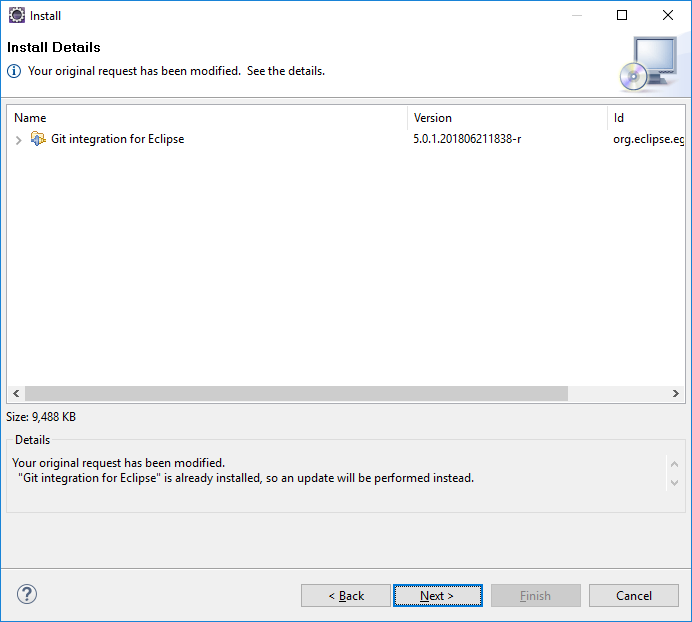 Install
Install Details
Your original request has been modified.  See the details.
Name Version Id
Git integration for Eclipse 5.0.1.201806211838-r org.eclipse.eg
Size: 9,488 KB
Details
Your original request has been modified.
"Git integration for Eclipse" is already installed, so an update will be performed instead.
? < Back Next > Finish Cancel